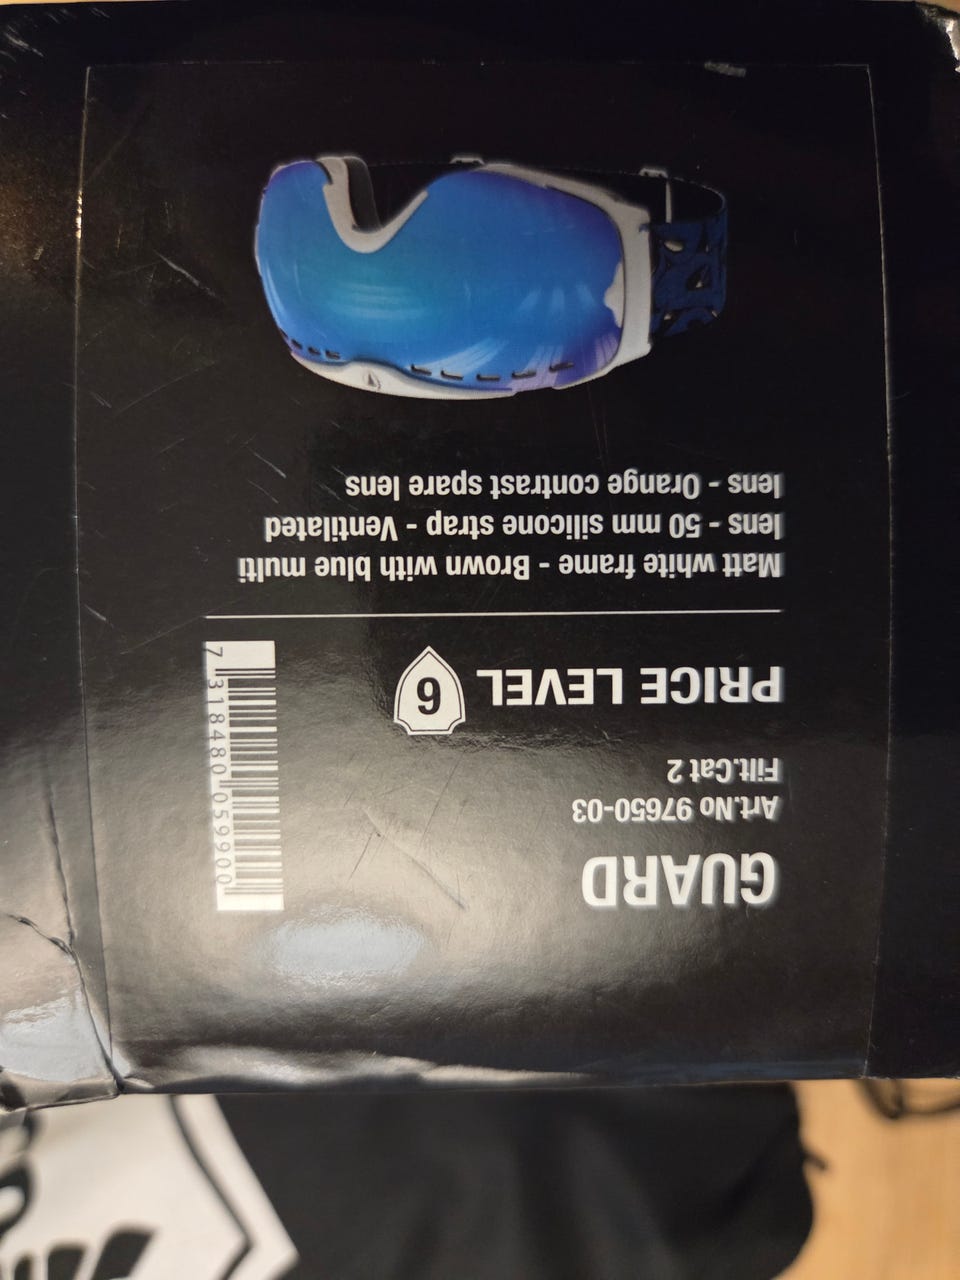 GUARD
Art.No 97650-03
Filt.Cat 2
PRICE LEVEL 6
7 318480 059900
Matt white frame - Brown with blue multi
lens - 50 mm silicone strap - Ventilated
lens - Orange contrast spare lens